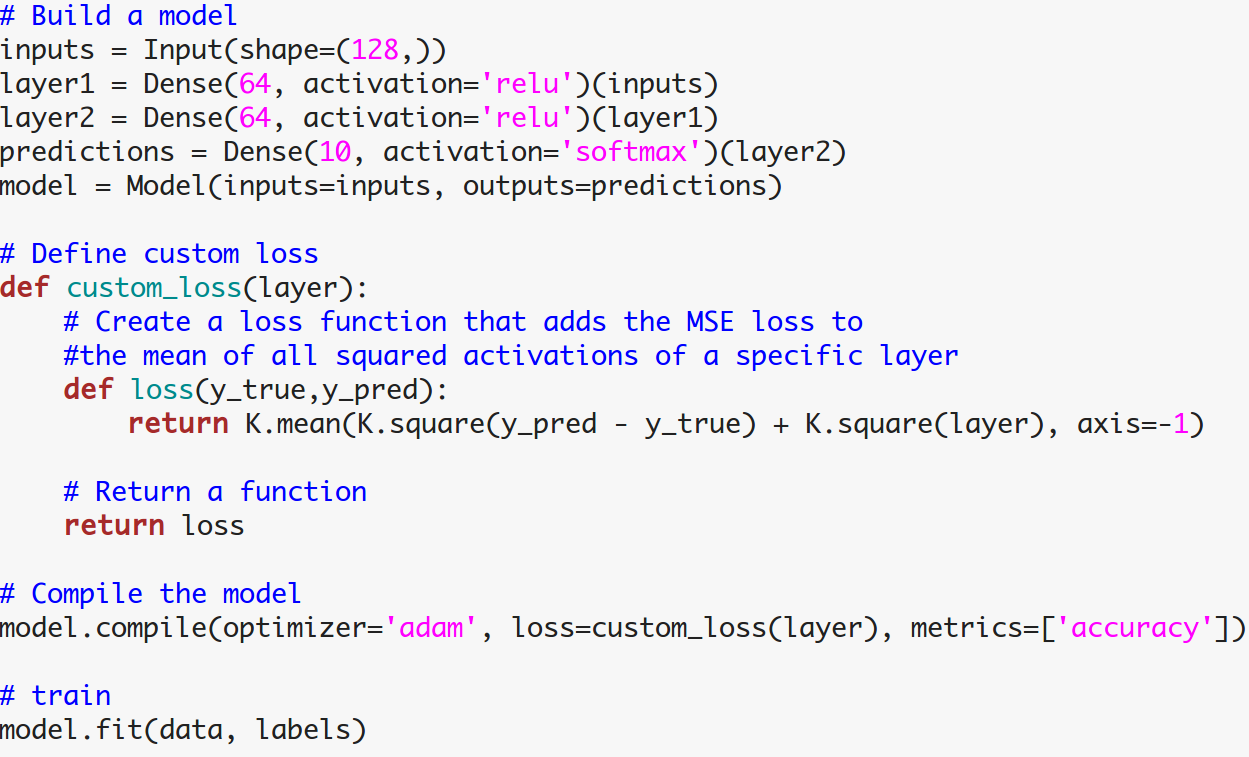 # Build a model
inputs = Input(shape=(128,))
layer1 = Dense(64, activation='relu')(inputs)
layer2 = Dense(64, activation='relu')(layer1)
predictions = Dense(10, activation='softmax')(layer2)
model = Model(inputs=inputs, outputs=predictions)

# Define custom loss
def custom_loss(layer):
    # Create a loss function that adds the MSE loss to
    #the mean of all squared activations of a specific layer
    def loss(y_true,y_pred):
        return K.mean(K.square(y_pred - y_true) + K.square(layer), axis=-1)

    # Return a function
    return loss

# Compile the model
model.compile(optimizer='adam', loss=custom_loss(layer), metrics=['accuracy'])

# train
model.fit(data, labels)